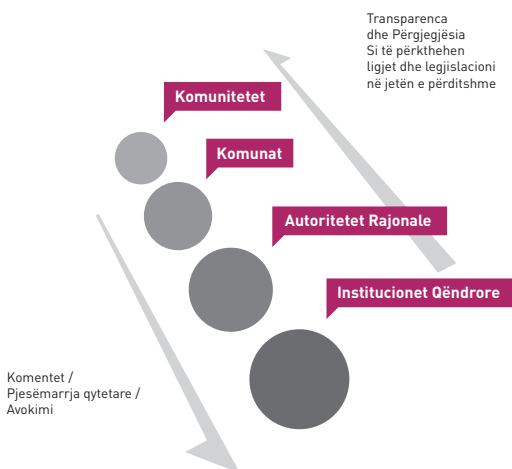 Transparenca
dhe Përgjegjësia
Si të përkthehen
ligjet dhe legjislacioni
në jetën e përditshme
Komunitetet
Komunat
Autoritetet Rajonale
Institucionet Qëndrore
Komentet /
Pjesëmarrja qytetare /
Avokimi